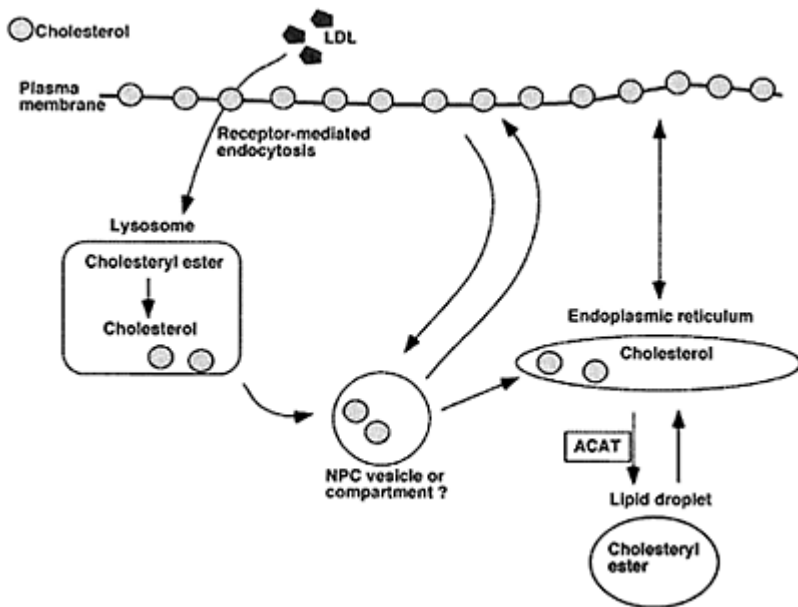 Cholesterol
LDL
Plasma
membrane
Receptor-mediated
endocytosis
Lysosome
Cholesteryl ester
Cholesterol
Endoplasmic reticulum
Cholesterol
NPC vesicle or
compartment ?
ACAT
Lipid droplet
Cholesteryl
ester